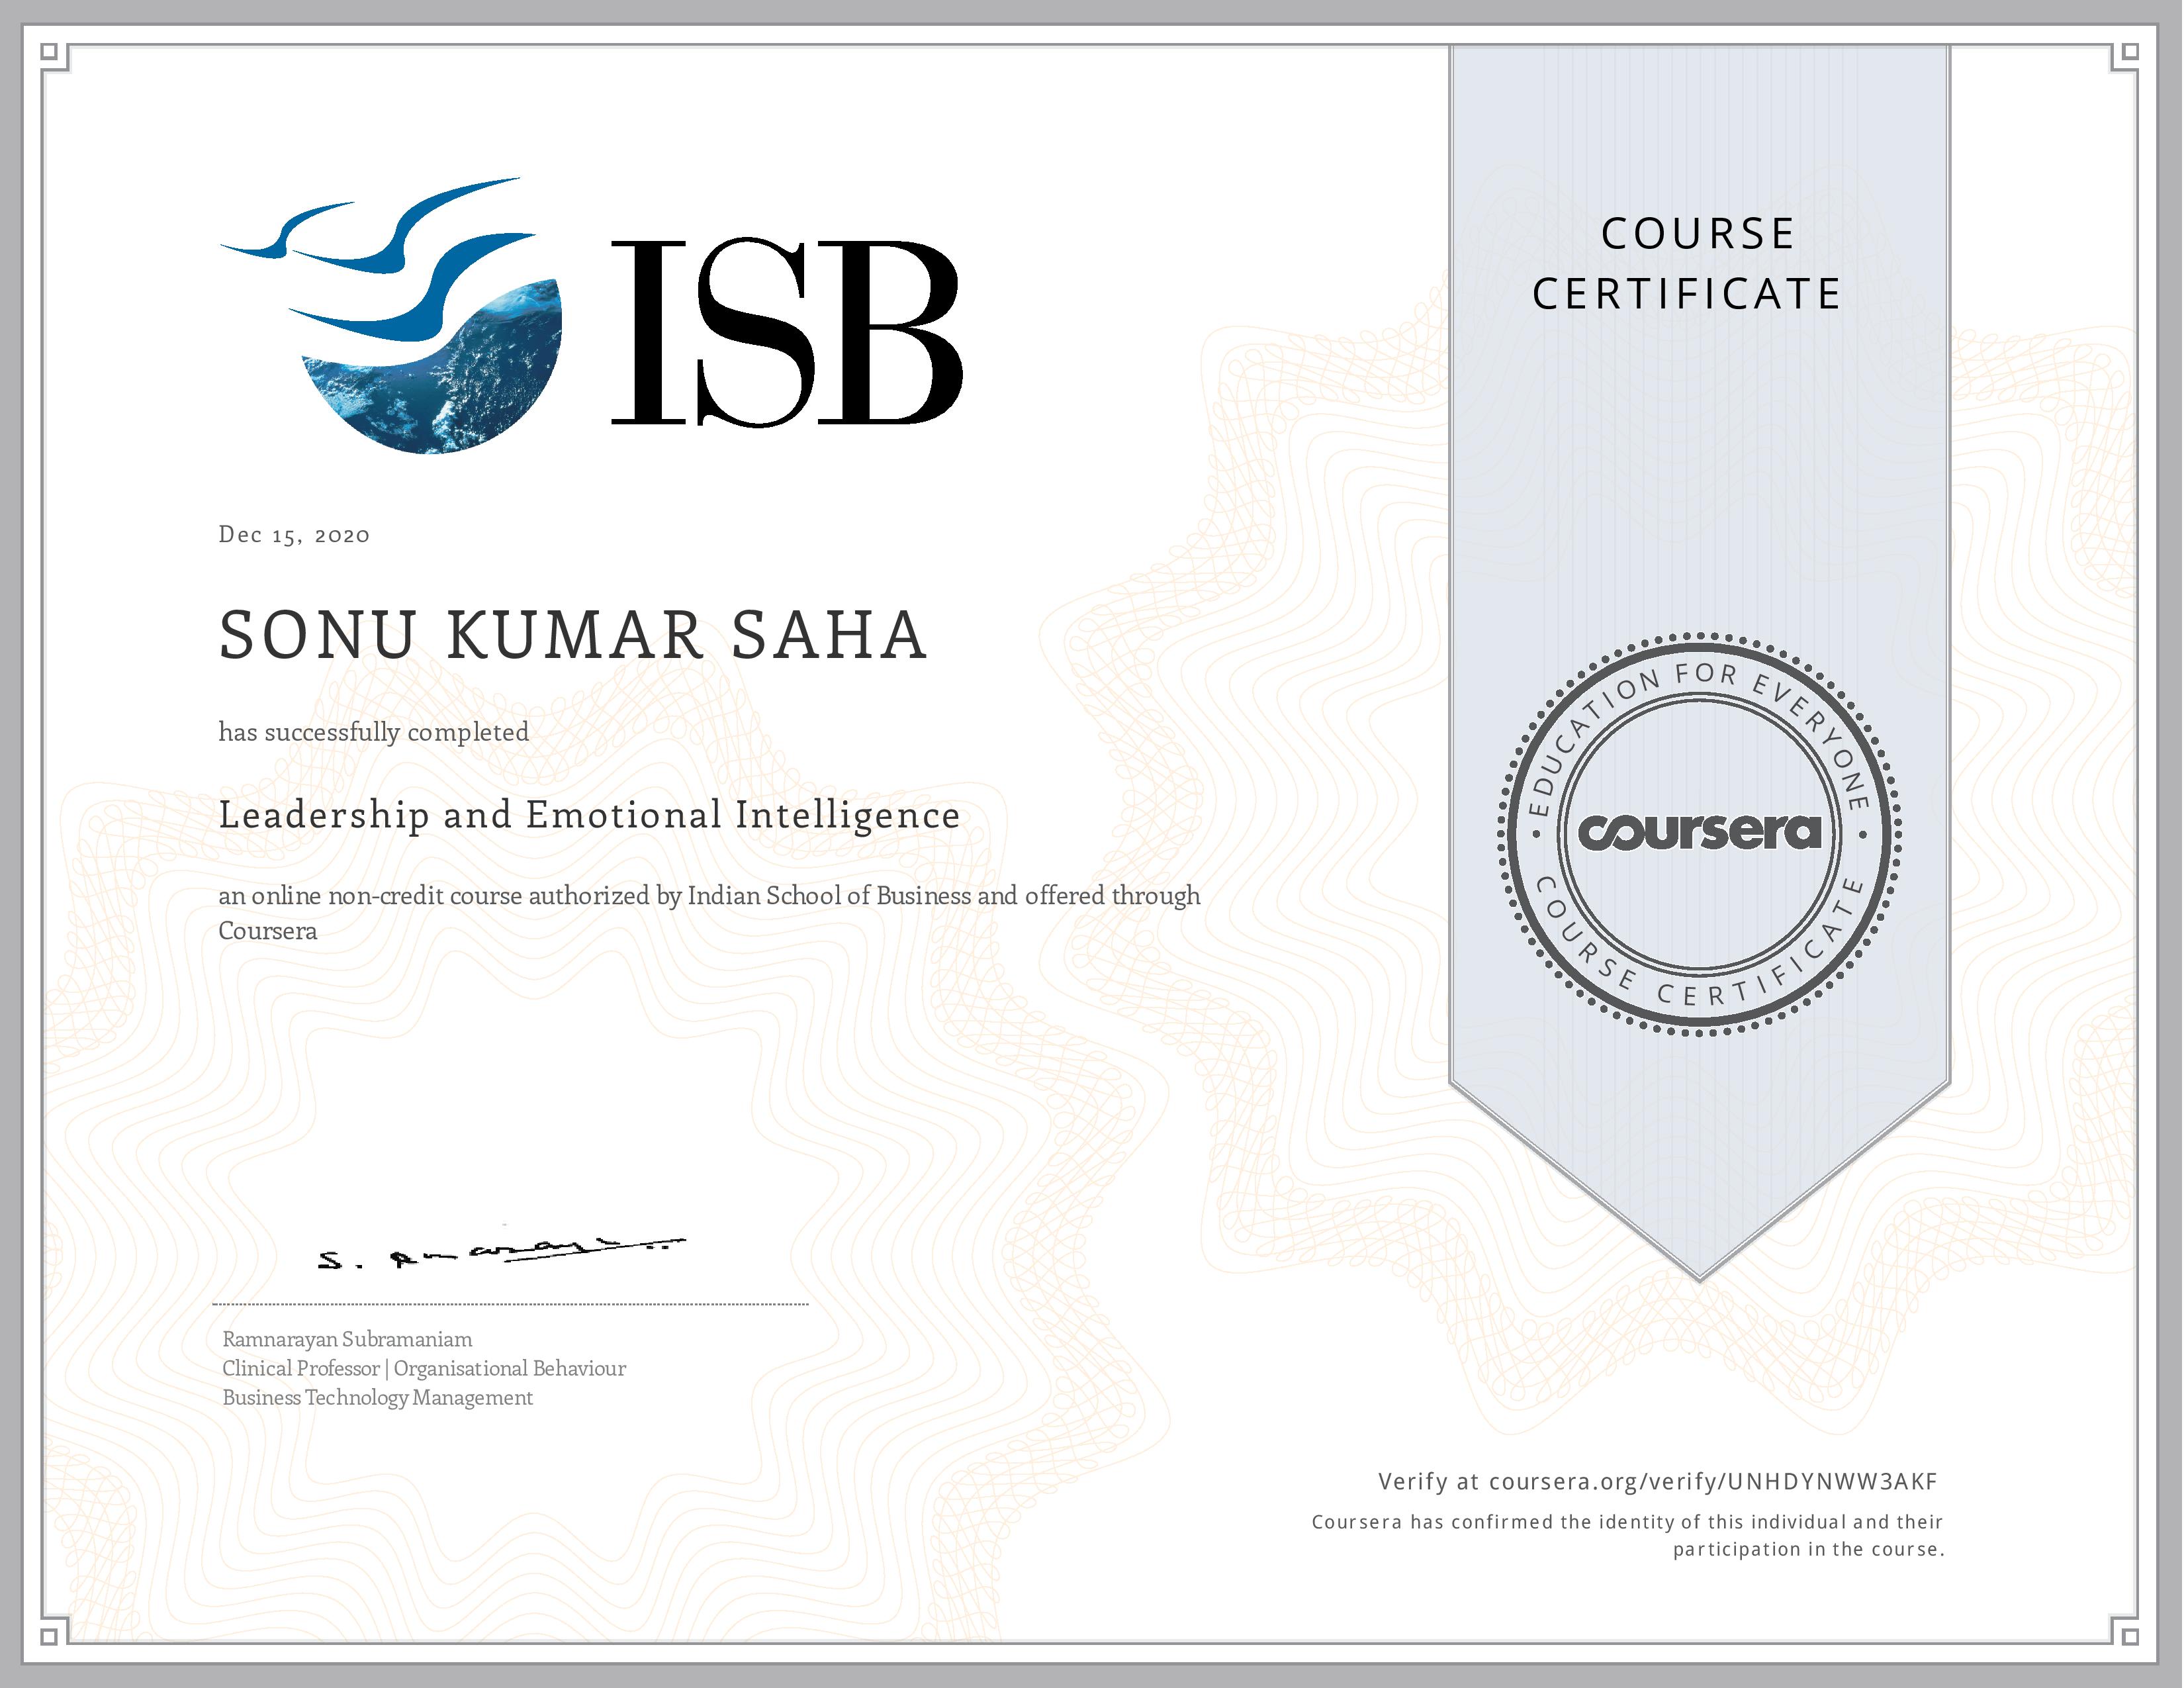 ISB
COURSE
CERTIFICATE
Dec 15, 2020
SONU KUMAR SAHA
has successfully completed
Leadership and Emotional Intelligence
an online non-credit course authorized by Indian School of Business and offered through
Coursera
EDUCATION FOR EVERYONE
coursera
COURSE CERTIFICATE
Ramnarayan Subramaniam
Clinical Professor | Organisational Behaviour
Business Technology Management
Verify at coursera.org/verify/UNHDYNWW3AKF
Coursera has confirmed the identity of this individual and their
participation in the course.